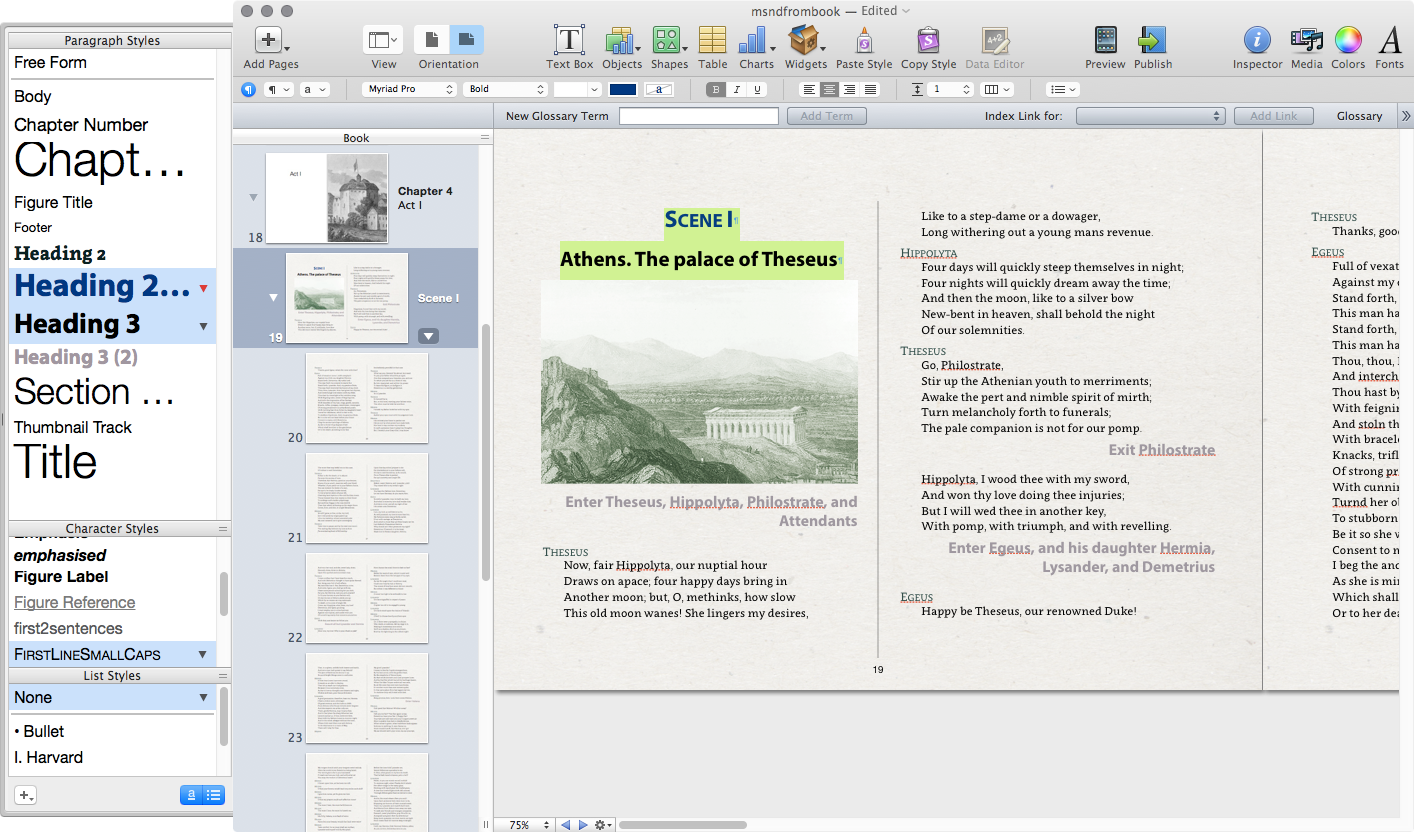 Paragraph Styles
Free Form
Body
Chapter Number
Chapt…
Figure Title
Footer
Heading 2
Heading 2…
Heading 3
Heading 3 (2)
Section …
Thumbnail Track
Title
Character Styles
emphasised
Figure Label
Figure Reference
first2sentences
FIRSTLINESMALLCAPS
List Styles
None
• Bullet
I. Harvard
msndfrombook — Edited
Add Pages
View
Orientation
Text Box
Objects
Shapes
Table
Charts
Widgets
Paste Style
Copy Style
Data Editor
Preview
Publish
Inspector
Media
Colors
Fonts
Myriad Pro
Bold
a
B I U
1
New Glossary Term
Add Term
Index Link for:
Add Link
Glossary
Book
Act I
Chapter 4
Act I
18
Scene I
19
20
21
22
23
SCENE I
Athens. The palace of Theseus
Enter Theseus, Hippolyta, Philostrate, and
Attendants
THESEUS
Now, fair Hippolyta, our nuptial hour
Draws on apace; four happy days bring in
Another moon; but, O, methinks, how slow
This old moon wanes! She lingers my desires,
Like to a step-dame or a dowager,
Long withering out a young mans revenue.
HIPPOLYTA
Four days will quickly steep themselves in night;
Four nights will quickly dream away the time;
And then the moon, like to a silver bow
New-bent in heaven, shall behold the night
Of our solemnities.
THESEUS
Go, Philostrate,
Stir up the Athenian youth to merriments;
Awake the pert and nimble spirit of mirth;
Turn melancholy forth to funerals;
The pale companion is not for our pomp.
Exit Philostrate
Hippolyta, I wood thee with my sword,
And won thy love doing thee injuries;
But I will wed thee in another key,
With pomp, with triumph, and with revelling.
Enter Egeus, and his daughter Hermia,
Lysander, and Demetrius
EGEUS
Happy be Theseus, our renowned Duke!
19
THESEUS
Thanks, good
EGEUS
Full of vexat
Against my
Stand forth,
This man ha
Stand forth,
This man ha
Thou, thou,
And interch
Thou hast by
With feignin
And stoln th
With bracele
Knacks, trifl
Of strong pr
With cunnin
Turnd her ol
To stubborn
Be it so she w
Consent to m
I beg the anc
As she is min
Which shall
Or to her dea
75%